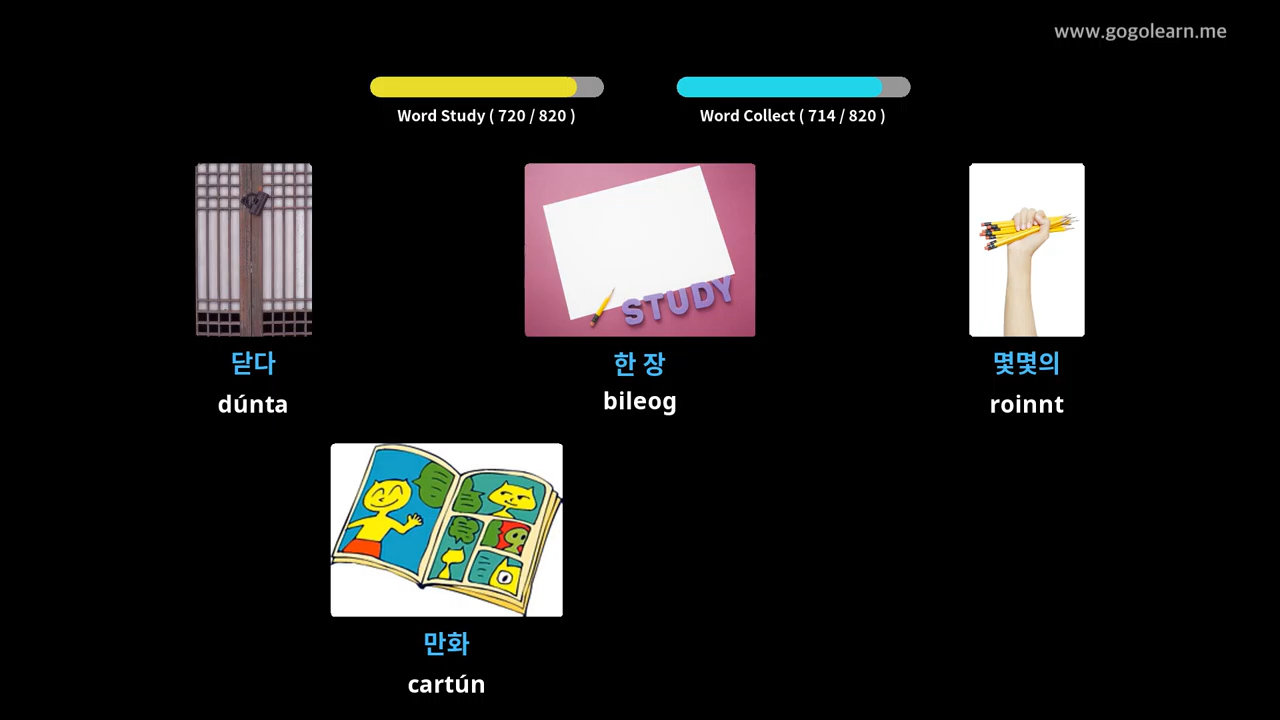 www.gogolearn.me
Word Study ( 720 / 820 )
Word Collect ( 714 / 820 )
STUDY
닫다
한 장
몇몇의
dúnta
bileog
roinnt
만화
cartún